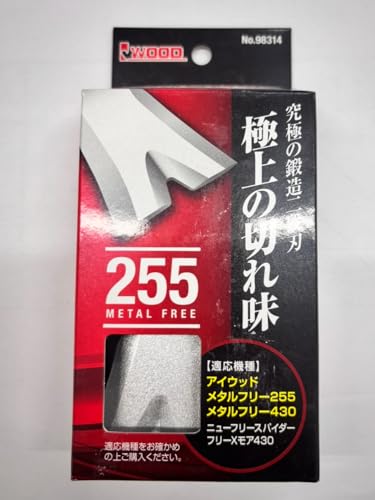 IWOOD
No.98314
究極の鍛造二枚刃
極上の切れ味
255
METAL FREE
【適応機種】
アイウッド
メタルフリー255
メタルフリー430
ニューフリースパイダー
フリーXモア430
適応機種をお確かめ
の上ご購入ください。